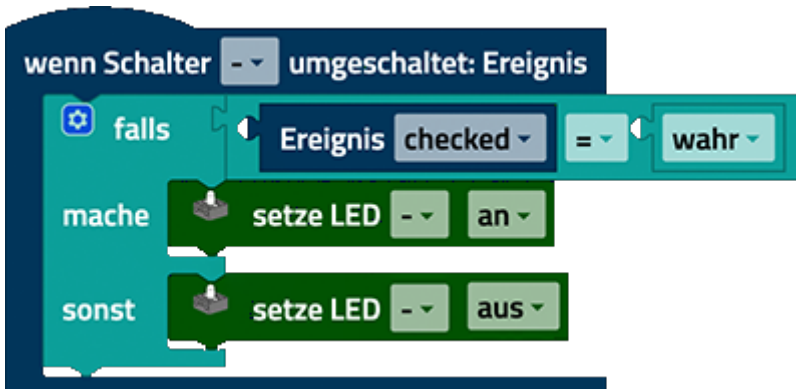 wenn Schalter - umgeschaltet: Ereignis
falls Ereignis checked = wahr
mache setze LED - an
sonst setze LED - aus